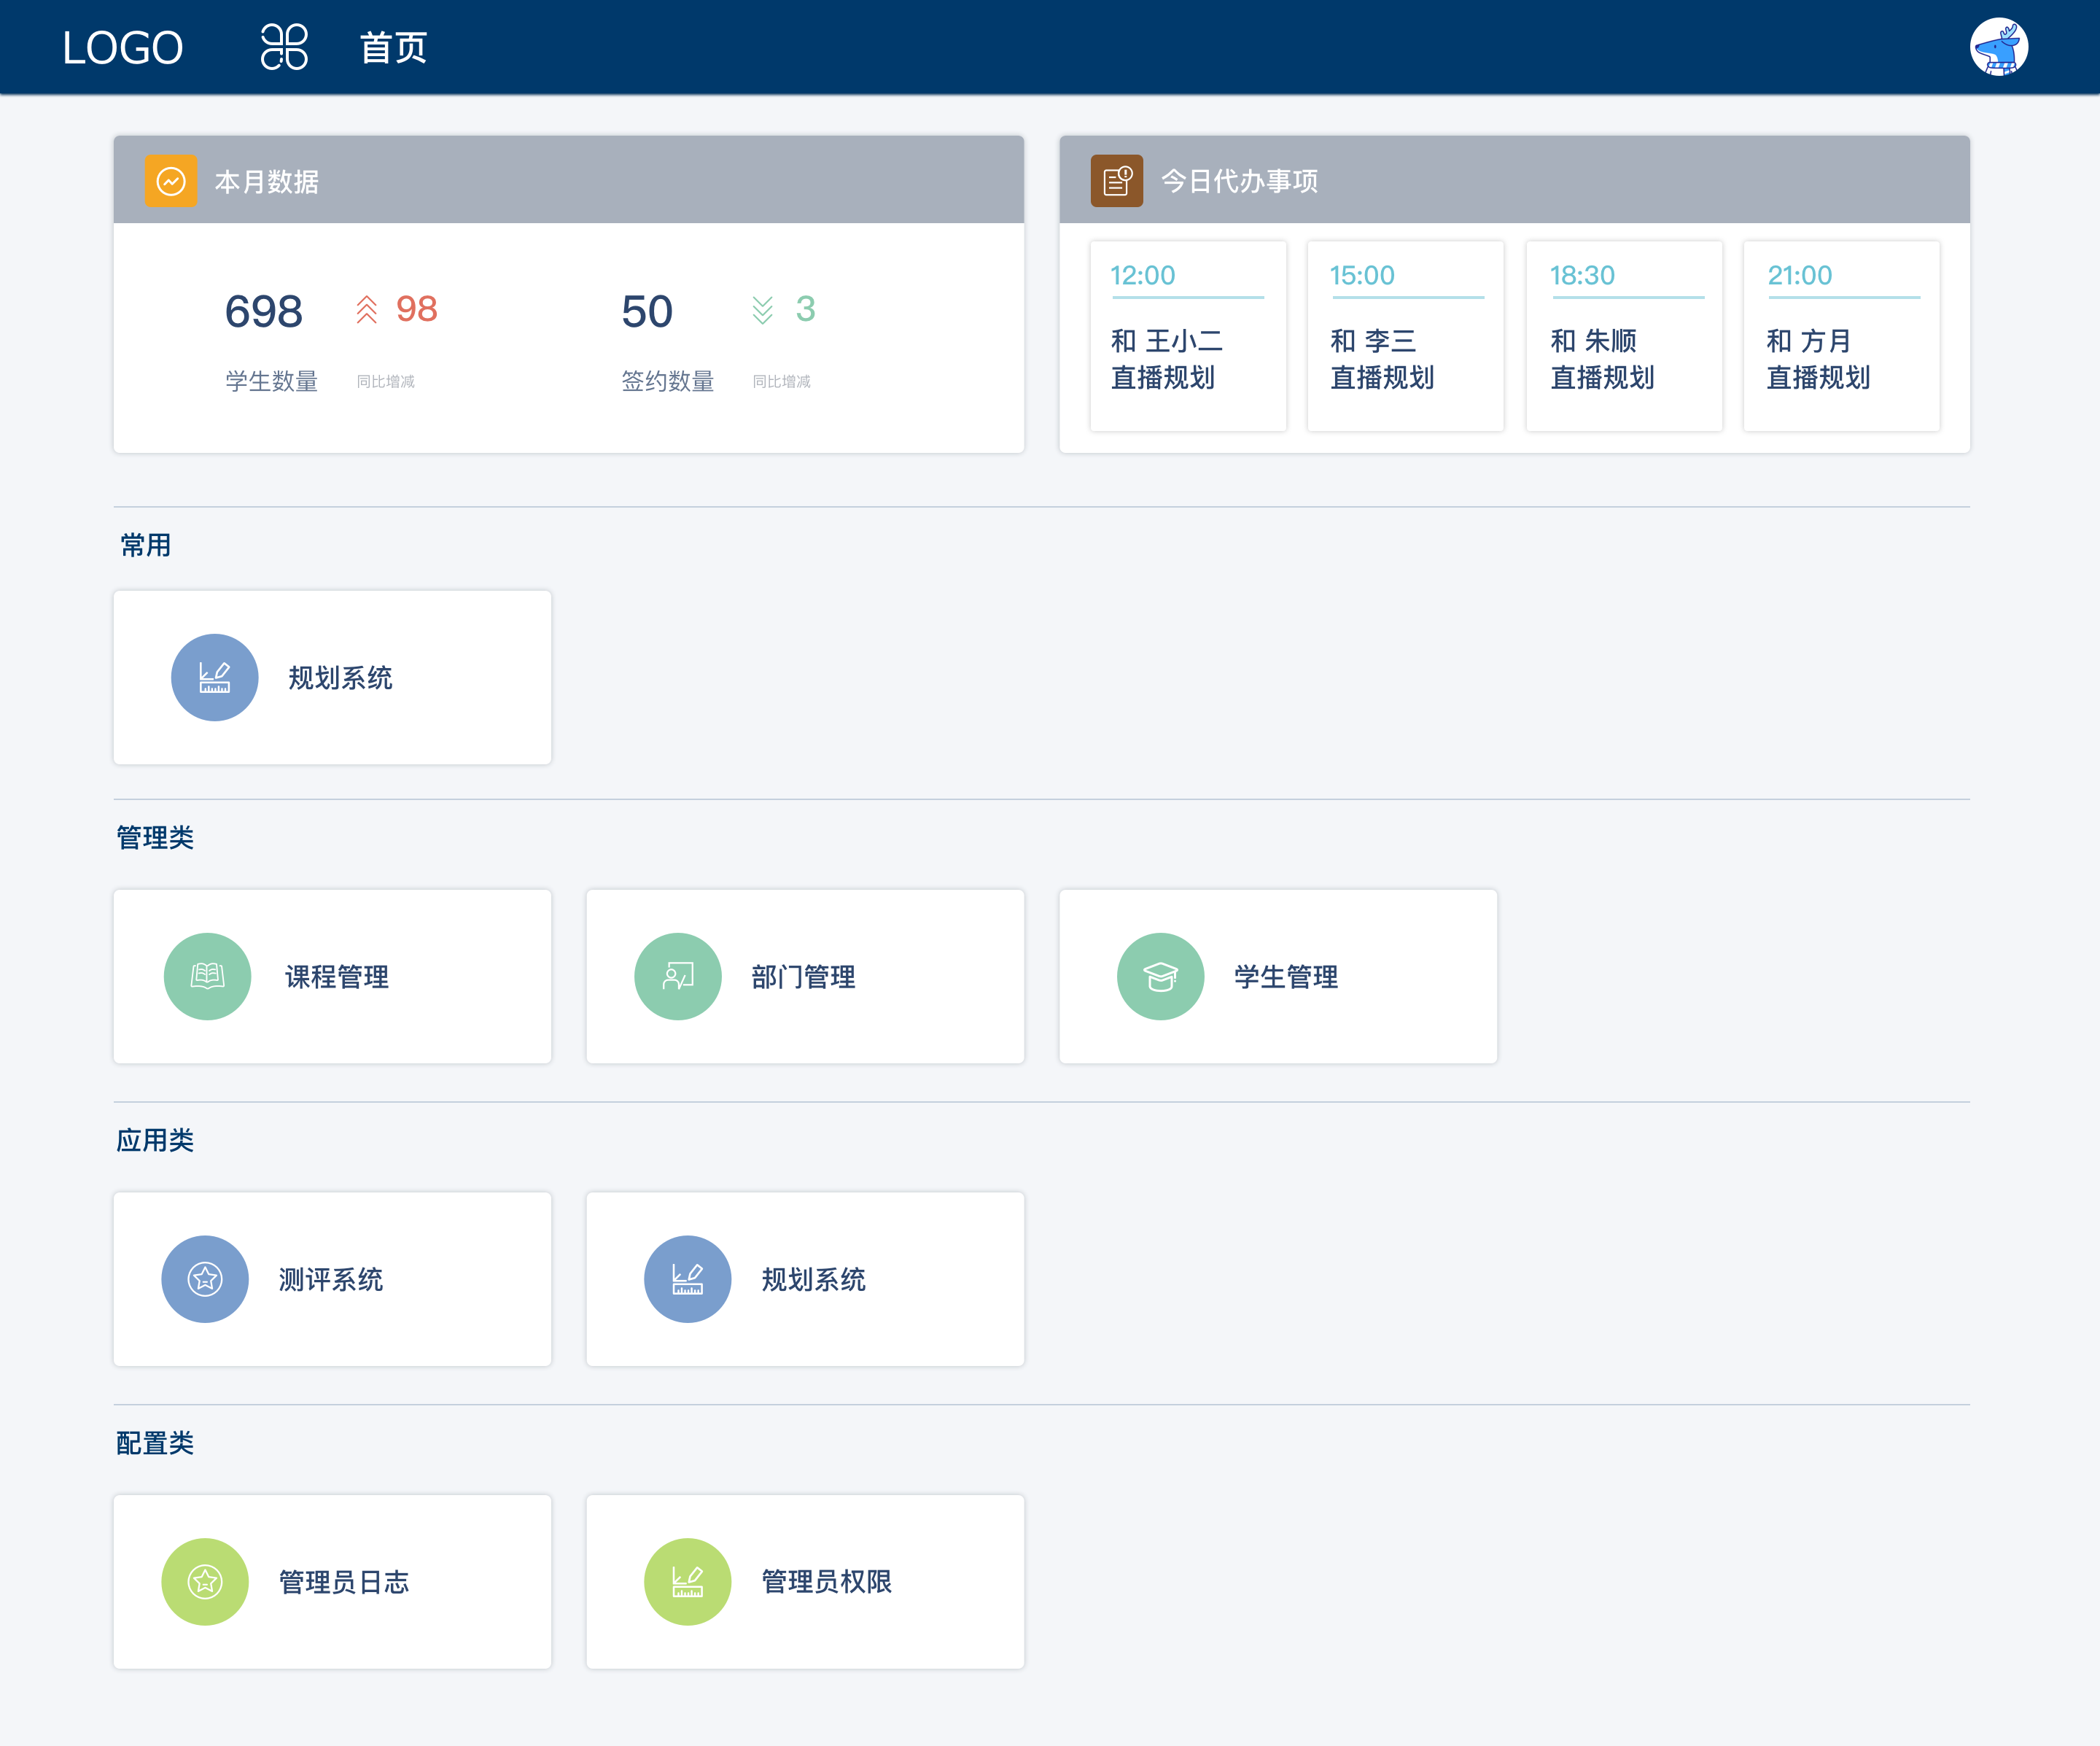 LOGO 首页
本月数据
698 98
学生数量 同比增减
50 3
签约数量 同比增减
今日代办事项
12:00
和 王小二
直播规划
15:00
和 李三
直播规划
18:30
和 朱顺
直播规划
21:00
和 方月
直播规划
常用
规划系统
管理类
课程管理
部门管理
学生管理
应用类
测评系统
规划系统
配置类
管理员日志
管理员权限